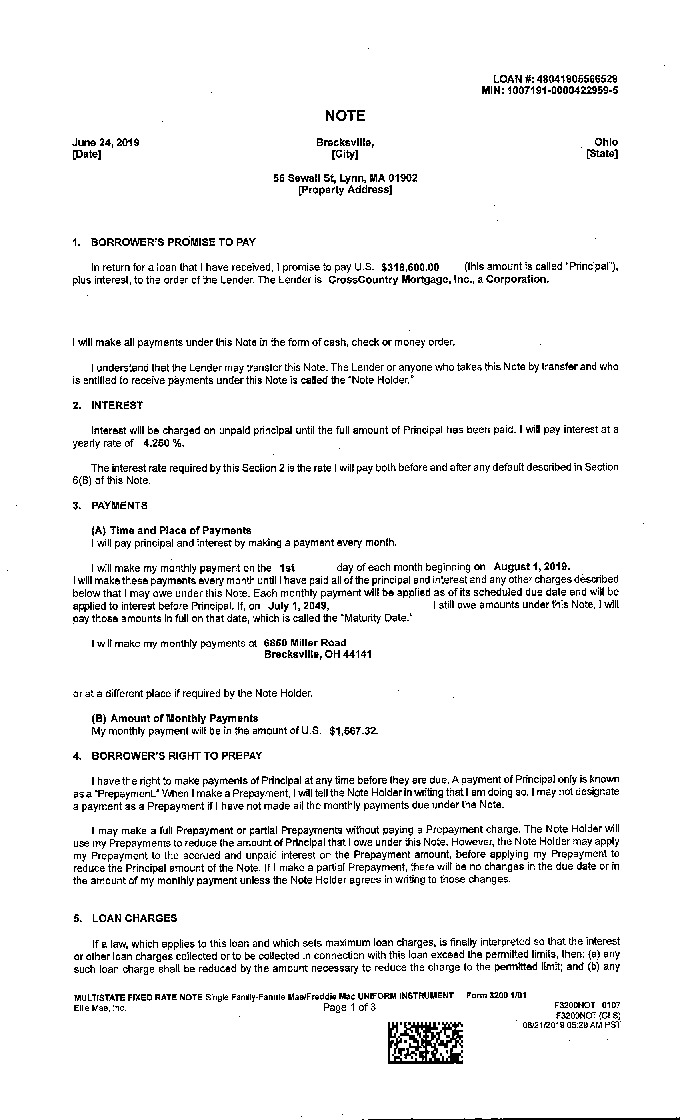 LOAN #: 48041905566529
MIN: 1007191-0000422959-5
NOTE
June 24, 2019 Brecksville, Ohio
[Date] [City] [State]
56 Sewall St, Lynn, MA 01902
[Property Address]
1. BORROWER'S PROMISE TO PAY
In return for a loan that I have received, I promise to pay U.S. $318,600.00 (this amount is called "Principal"),
plus interest, to the order of the Lender. The Lender is CrossCountry Mortgage, Inc., a Corporation.
I will make all payments under this Note in the form of cash, check or money order.
I understand that the Lender may transfer this Note. The Lender or anyone who takes this Note by transfer and who
is entitled to receive payments under this Note is called the "Note Holder."
2. INTEREST
Interest will be charged on unpaid principal until the full amount of Principal has been paid. I will pay interest at a
yearly rate of 4.250 %.
The interest rate required by this Section 2 is the rate I will pay both before and after any default described in Section
6(B) of this Note.
3. PAYMENTS
(A) Time and Place of Payments
I will pay principal and interest by making a payment every month.
I will make my monthly payment on the 1st day of each month beginning on August 1, 2019.
I will make these payments every month until I have paid all of the principal and interest and any other charges described
below that I may owe under this Note. Each monthly payment will be applied as of its scheduled due date and will be
applied to interest before Principal. If, on July 1, 2049, I still owe amounts under this Note, I will
pay those amounts in full on that date, which is called the "Maturity Date."
I will make my monthly payments at 6850 Miller Road
Brecksville, OH 44141
or at a different place if required by the Note Holder.
(B) Amount of Monthly Payments
My monthly payment will be in the amount of U.S. $1,567.32.
4. BORROWER'S RIGHT TO PREPAY
I have the right to make payments of Principal at any time before they are due. A payment of Principal only is known
as a "Prepayment." When I make a Prepayment, I will tell the Note Holder in writing that I am doing so. I may not designate
a payment as a Prepayment if I have not made all the monthly payments due under the Note.
I may make a full Prepayment or partial Prepayments without paying a Prepayment charge. The Note Holder will
use my Prepayments to reduce the amount of Principal that I owe under this Note. However, the Note Holder may apply
my Prepayment to the accrued and unpaid interest on the Prepayment amount, before applying my Prepayment to
reduce the Principal amount of the Note. If I make a partial Prepayment, there will be no changes in the due date or in
the amount of my monthly payment unless the Note Holder agrees in writing to those changes.
5. LOAN CHARGES
If a law, which applies to this loan and which sets maximum loan charges, is finally interpreted so that the interest
or other loan charges collected or to be collected in connection with this loan exceed the permitted limits, then: (a) any
such loan charge shall be reduced by the amount necessary to reduce the charge to the permitted limit; and (b) any
MULTISTATE FIXED RATE NOTE Single Family-Fannie Mae/Freddie Mac UNIFORM INSTRUMENT Form 3200 1/01
Ellie Mae, Inc. Page 1 of 3 F3200NOT 0107
F3200NOT (CLS)
06/21/2019 05:20 AM PST